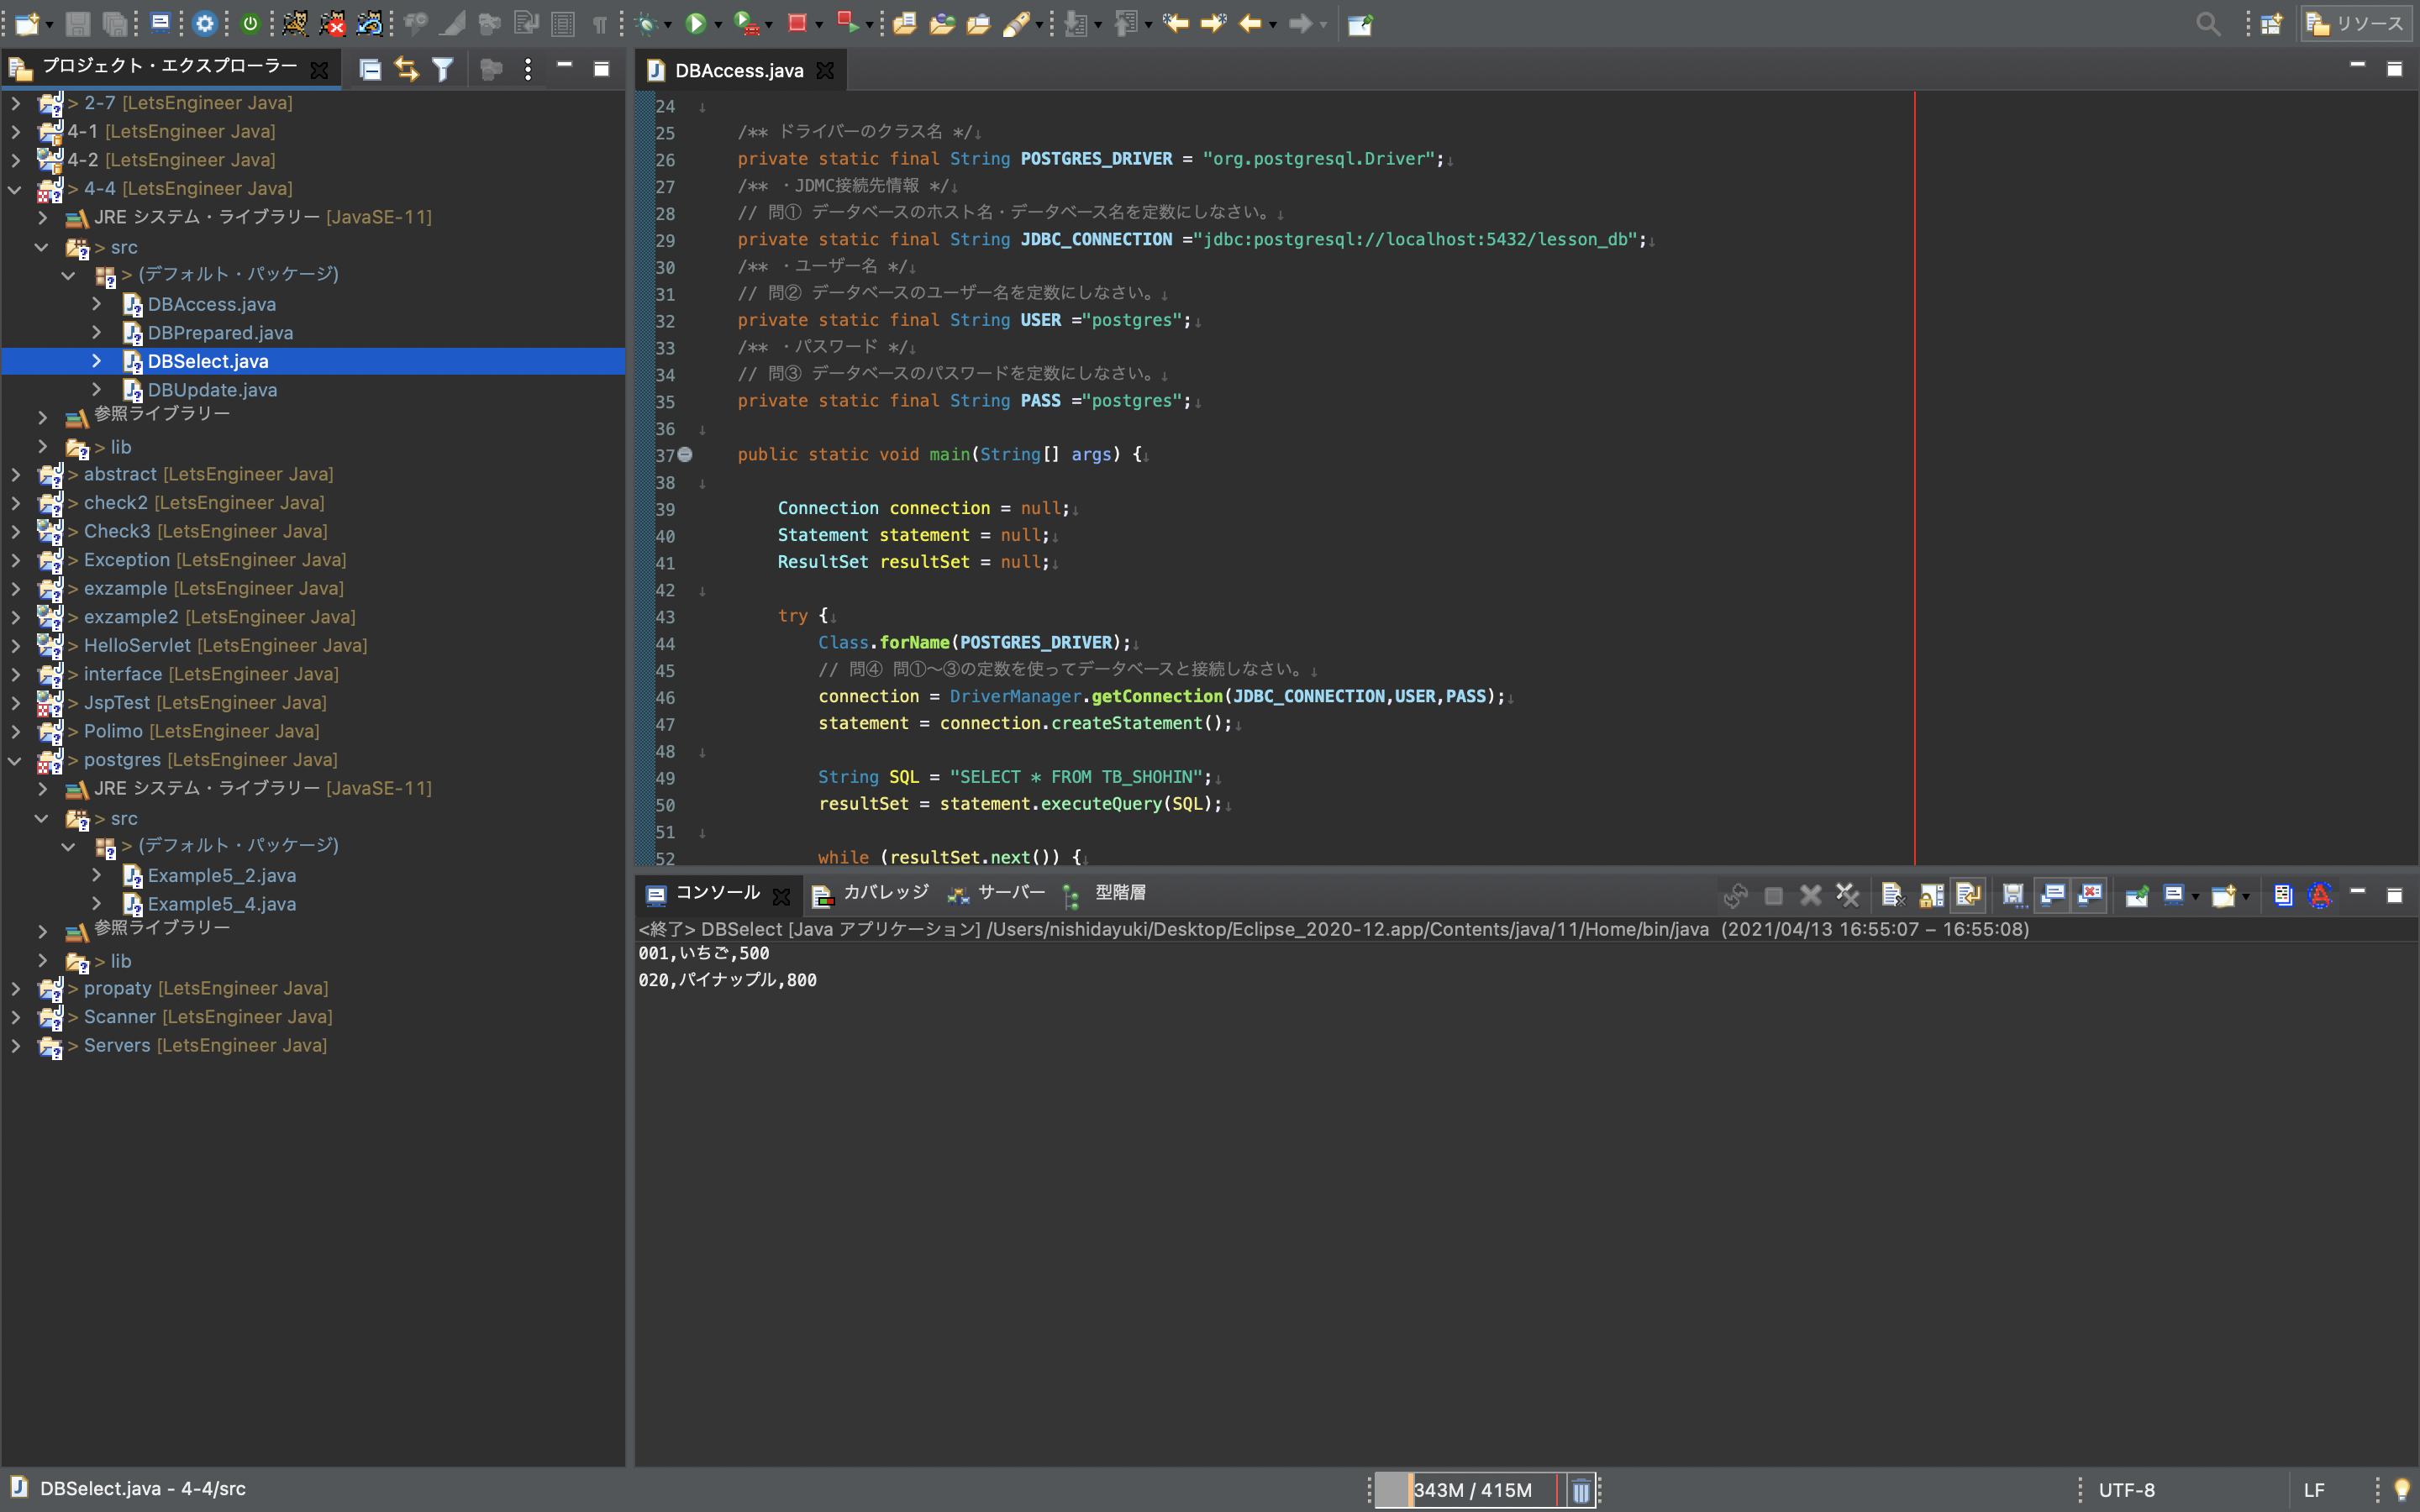 リソース
プロジェクト・エクスプローラー
> 2-7 [LetsEngineer Java]
4-1 [LetsEngineer Java]
4-2 [LetsEngineer Java]
> 4-4 [LetsEngineer Java]
JRE システム・ライブラリー [JavaSE-11]
> src
> (デフォルト・パッケージ)
DBAccess.java
DBPrepared.java
DBSelect.java
DBUpdate.java
参照ライブラリー
> lib
> abstract [LetsEngineer Java]
> check2 [LetsEngineer Java]
> Check3 [LetsEngineer Java]
> Exception [LetsEngineer Java]
> exzample [LetsEngineer Java]
> exzample2 [LetsEngineer Java]
> HelloServlet [LetsEngineer Java]
> interface [LetsEngineer Java]
> JspTest [LetsEngineer Java]
> Polimo [LetsEngineer Java]
> postgres [LetsEngineer Java]
JRE システム・ライブラリー [JavaSE-11]
> src
> (デフォルト・パッケージ)
Example5_2.java
Example5_4.java
参照ライブラリー
> lib
> propaty [LetsEngineer Java]
> Scanner [LetsEngineer Java]
> Servers [LetsEngineer Java]
DBAccess.java
24 ↓
25 /** ドライバーのクラス名 */↓
26 private static final String POSTGRES_DRIVER = "org.postgresql.Driver";↓
27 /** ・JDMC接続先情報 */↓
28 // 問① データベースのホスト名・データベース名を定数にしなさい。↓
29 private static final String JDBC_CONNECTION ="jdbc:postgresql://localhost:5432/lesson_db";↓
30 /** ・ユーザー名 */↓
31 // 問② データベースのユーザー名を定数にしなさい。↓
32 private static final String USER ="postgres";↓
33 /** ・パスワード */↓
34 // 問③ データベースのパスワードを定数にしなさい。↓
35 private static final String PASS ="postgres";↓
36 ↓
37 public static void main(String[] args) {↓
38 ↓
39 Connection connection = null;↓
40 Statement statement = null;↓
41 ResultSet resultSet = null;↓
42 ↓
43 try {↓
44 Class.forName(POSTGRES_DRIVER);↓
45 // 問④ 問①〜③の定数を使ってデータベースと接続しなさい。↓
46 connection = DriverManager.getConnection(JDBC_CONNECTION,USER,PASS);↓
47 statement = connection.createStatement();↓
48 ↓
49 String SQL = "SELECT * FROM TB_SHOHIN";↓
50 resultSet = statement.executeQuery(SQL);↓
51 ↓
52 while (resultSet.next()) {↓
コンソール カバレッジ サーバー 型階層
<終了> DBSelect [Java アプリケーション] /Users/nishidayuki/Desktop/Eclipse_2020-12.app/Contents/java/11/Home/bin/java (2021/04/13 16:55:07 – 16:55:08)
001,いちご,500
020,パイナップル,800
DBSelect.java - 4-4/src
343M / 415M
UTF-8
LF